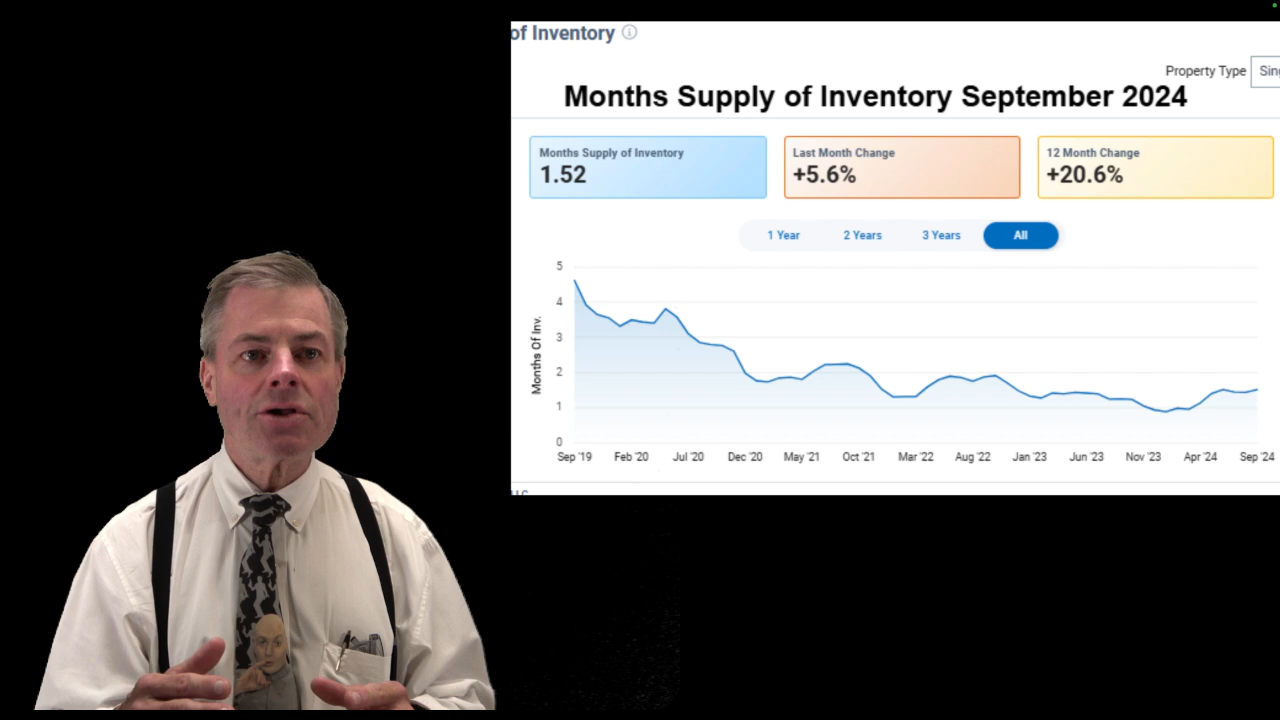 of Inventory
Property Type Sing
Months Supply of Inventory September 2024
Months Supply of Inventory
1.52
Last Month Change
+5.6%
12 Month Change
+20.6%
1 Year 2 Years 3 Years All
5
4
3
2
1
0
Months Of Inv.
Sep '19 Feb '20 Jul '20 Dec '20 May '21 Oct '21 Mar '22 Aug '22 Jan '23 Jun '23 Nov '23 Apr '24 Sep '24